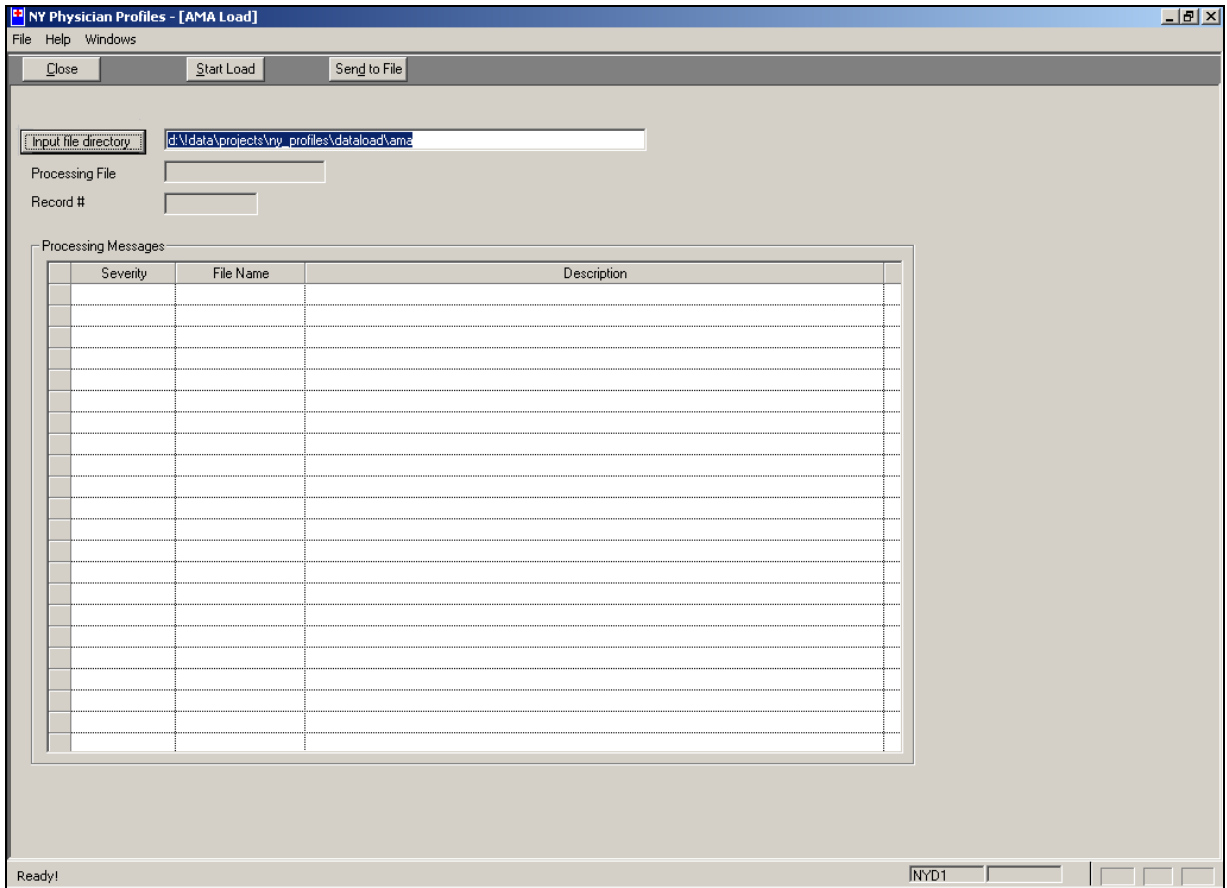 NY Physician Profiles - [AMA Load]
File Help Windows
Close Start Load Send to File
Input file directory d:\!data\projects\ny_profiles\dataload\ama
Processing File
Record #
Processing Messages
Severity File Name Description
Ready! NYD1